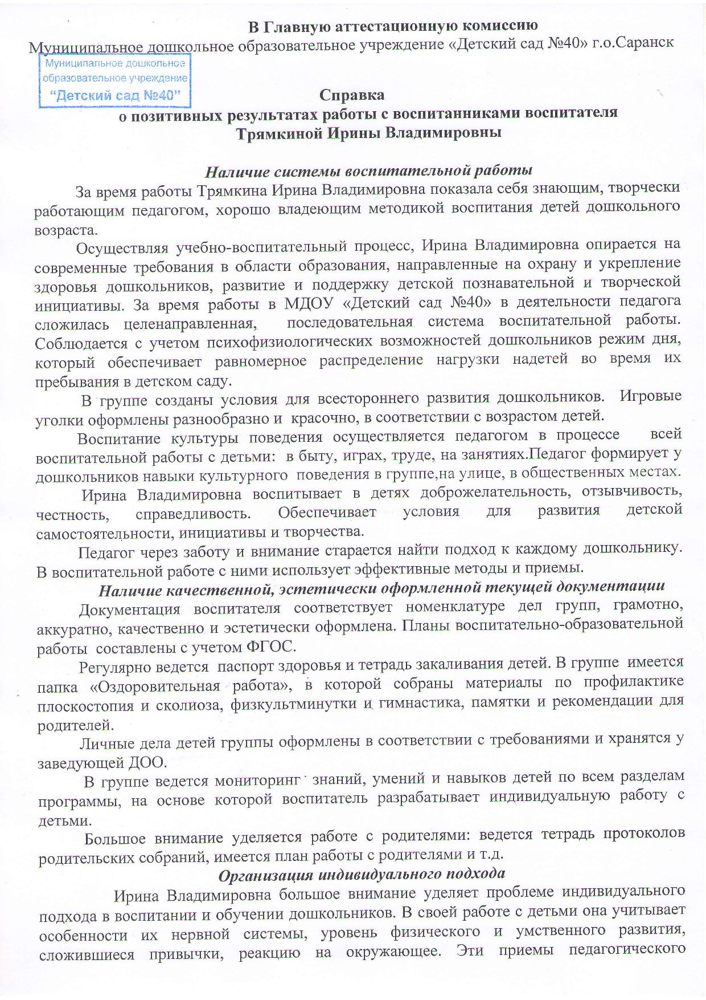 В Главную аттестационную комиссию
Муниципальное дошкольное образовательное учреждение «Детский сад №40» г.о.Саранск
Муниципальное дошкольное
образовательное учреждение
“Детский сад №40”
Справка
о позитивных результатах работы с воспитанниками воспитателя
Трямкиной Ирины Владимировны
Наличие системы воспитательной работы
За время работы Трямкина Ирина Владимировна показала себя знающим, творчески
работающим педагогом, хорошо владеющим методикой воспитания детей дошкольного
возраста.
Осуществляя учебно-воспитательный процесс, Ирина Владимировна опирается на
современные требования в области образования, направленные на охрану и укрепление
здоровья дошкольников, развитие и поддержку детской познавательной и творческой
инициативы. За время работы в МДОУ «Детский сад №40» в деятельности педагога
сложилась целенаправленная, последовательная система воспитательной работы.
Соблюдается с учетом психофизиологических возможностей дошкольников режим дня,
который обеспечивает равномерное распределение нагрузки надетей во время их
пребывания в детском саду.
В группе созданы условия для всестороннего развития дошкольников. Игровые
уголки оформлены разнообразно и красочно, в соответствии с возрастом детей.
Воспитание культуры поведения осуществляется педагогом в процессе всей
воспитательной работы с детьми: в быту, играх, труде, на занятиях.Педагог формирует у
дошкольников навыки культурного поведения в группе,на улице, в общественных местах.
Ирина Владимировна воспитывает в детях доброжелательность, отзывчивость,
честность, справедливость. Обеспечивает условия для развития детской
самостоятельности, инициативы и творчества.
Педагог через заботу и внимание старается найти подход к каждому дошкольнику.
В воспитательной работе с ними использует эффективные методы и приемы.
Наличие качественной, эстетически оформленной текущей документации
Документация воспитателя соответствует номенклатуре дел групп, грамотно,
аккуратно, качественно и эстетически оформлена. Планы воспитательно-образовательной
работы составлены с учетом ФГОС.
Регулярно ведется паспорт здоровья и тетрадь закаливания детей. В группе имеется
папка «Оздоровительная работа», в которой собраны материалы по профилактике
плоскостопия и сколиоза, физкультминутки и гимнастика, памятки и рекомендации для
родителей.
Личные дела детей группы оформлены в соответствии с требованиями и хранятся у
заведующей ДОО.
В группе ведется мониторинг знаний, умений и навыков детей по всем разделам
программы, на основе которой воспитатель разрабатывает индивидуальную работу с
детьми.
Большое внимание уделяется работе с родителями: ведется тетрадь протоколов
родительских собраний, имеется план работы с родителями и т.д.
Организация индивидуального подхода
Ирина Владимировна большое внимание уделяет проблеме индивидуального
подхода в воспитании и обучении дошкольников. В своей работе с детьми она учитывает
особенности их нервной системы, уровень физического и умственного развития,
сложившиеся привычки, реакцию на окружающее. Эти приемы педагогического